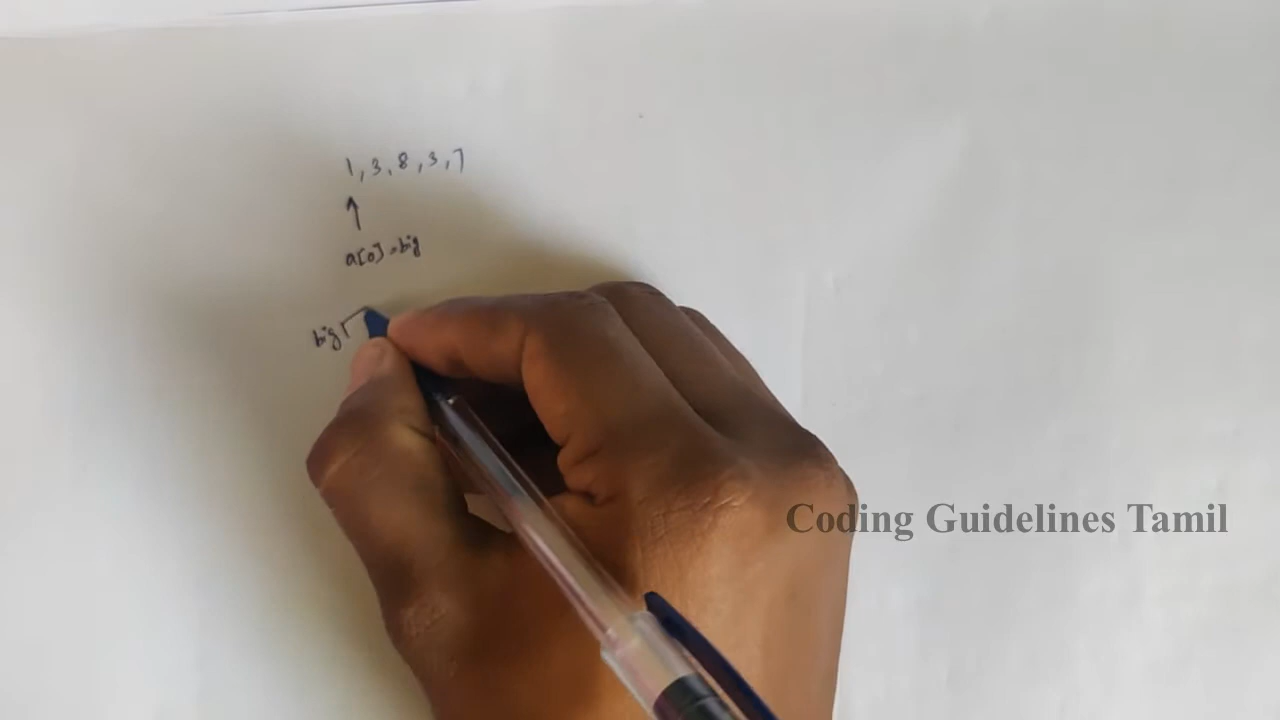 1, 3, 8, 3, 7
a[0] = big
big
Coding Guidelines Tamil